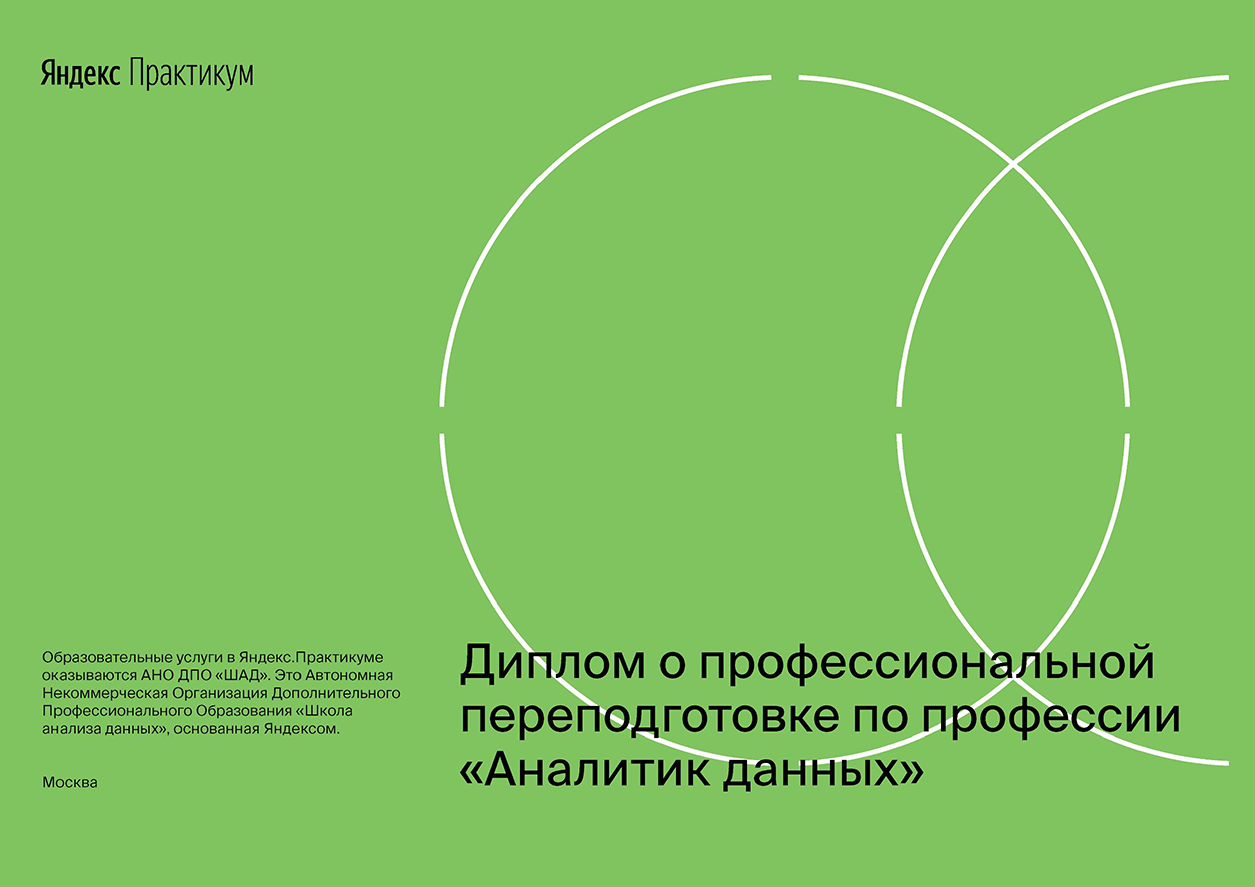 Яндекс Практикум
Образовательные услуги в Яндекс.Практикуме
оказываются АНО ДПО «ШАД». Это Автономная
Некоммерческая Организация Дополнительного
Профессионального Образования «Школа
анализа данных», основанная Яндексом.
Москва
Диплом о профессиональной
переподготовке по профессии
«Аналитик данных»